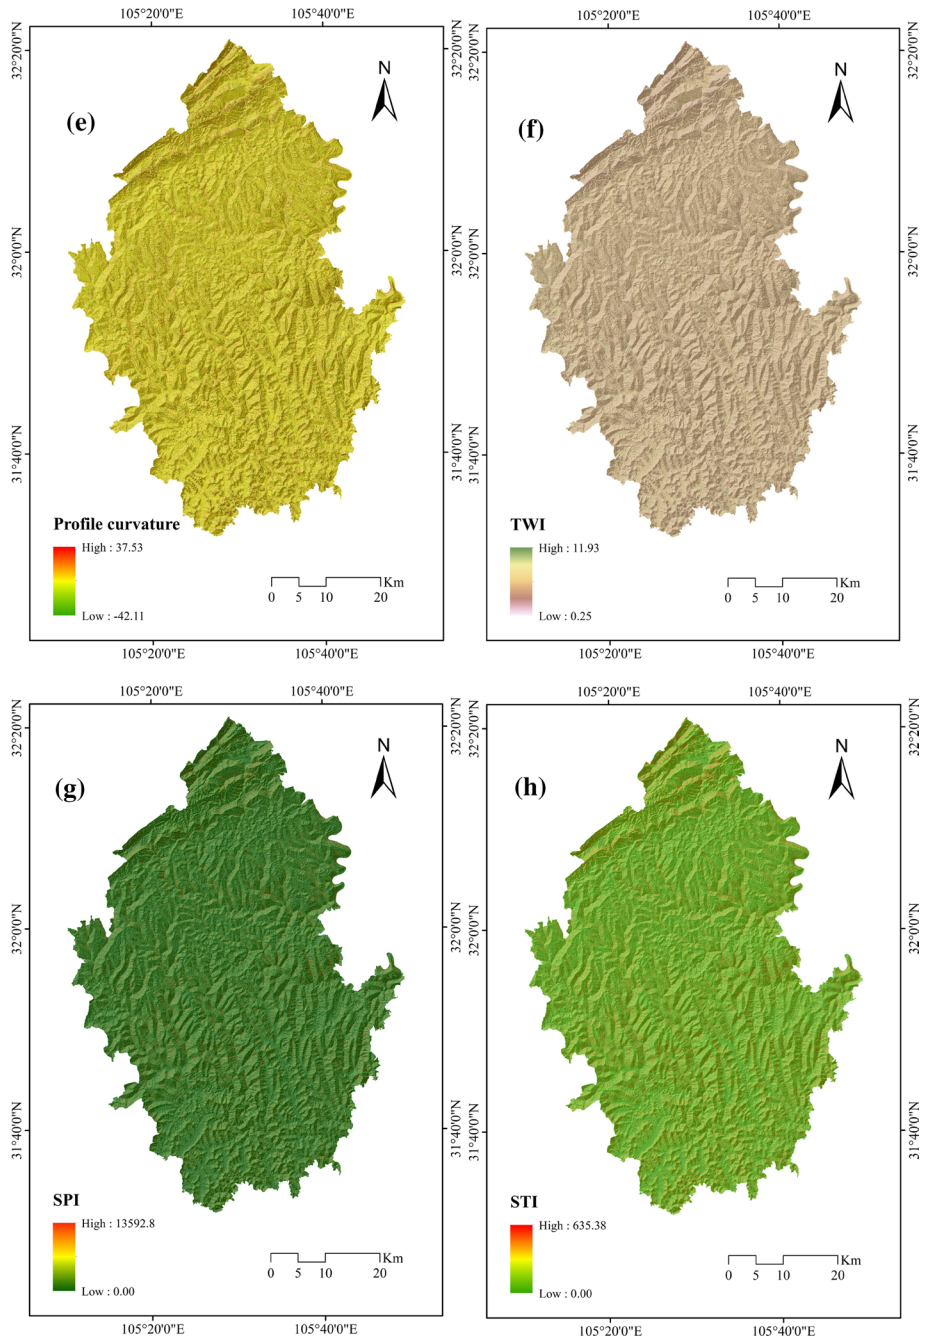 105°20'0"E 105°40'0"E
32°20'0"N
32°0'0"N
31°40'0"N
32°20'0"N
32°0'0"N
31°40'0"N
(e)
N
Profile curvature
High : 37.53
Low : -42.11
Km
0 5 10 20
105°20'0"E 105°40'0"E
105°20'0"E 105°40'0"E
32°20'0"N
32°0'0"N
31°40'0"N
(f)
N
TWI
High : 11.93
Low : 0.25
Km
0 5 10 20
105°20'0"E 105°40'0"E
105°20'0"E 105°40'0"E
32°20'0"N
32°0'0"N
31°40'0"N
32°20'0"N
32°0'0"N
31°40'0"N
(g)
N
SPI
High : 13592.8
Low : 0.00
Km
0 5 10 20
105°20'0"E 105°40'0"E
105°20'0"E 105°40'0"E
32°20'0"N
32°0'0"N
31°40'0"N
(h)
N
STI
High : 635.38
Low : 0.00
Km
0 5 10 20
105°20'0"E 105°40'0"E
32°20'0"N
32°0'0"N
31°40'0"N
32°20'0"N
32°0'0"N
31°40'0"N